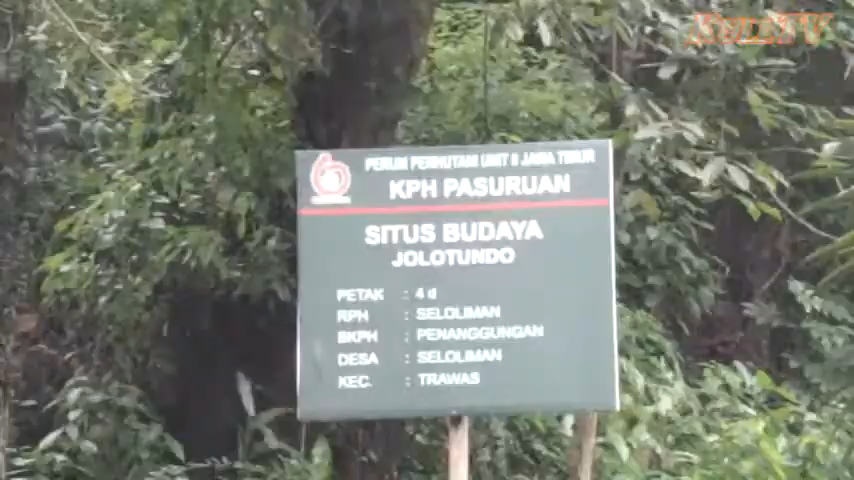 PERUM PERHUTANI UNIT II JAWA TIMUR
KPH PASURUAN
SITUS BUDAYA
JOLOTUNDO
PETAK : 4 d
RPH : SELOLIMAN
BKPH : PENANGGUNGAN
DESA : SELOLIMAN
KEC. : TRAWAS